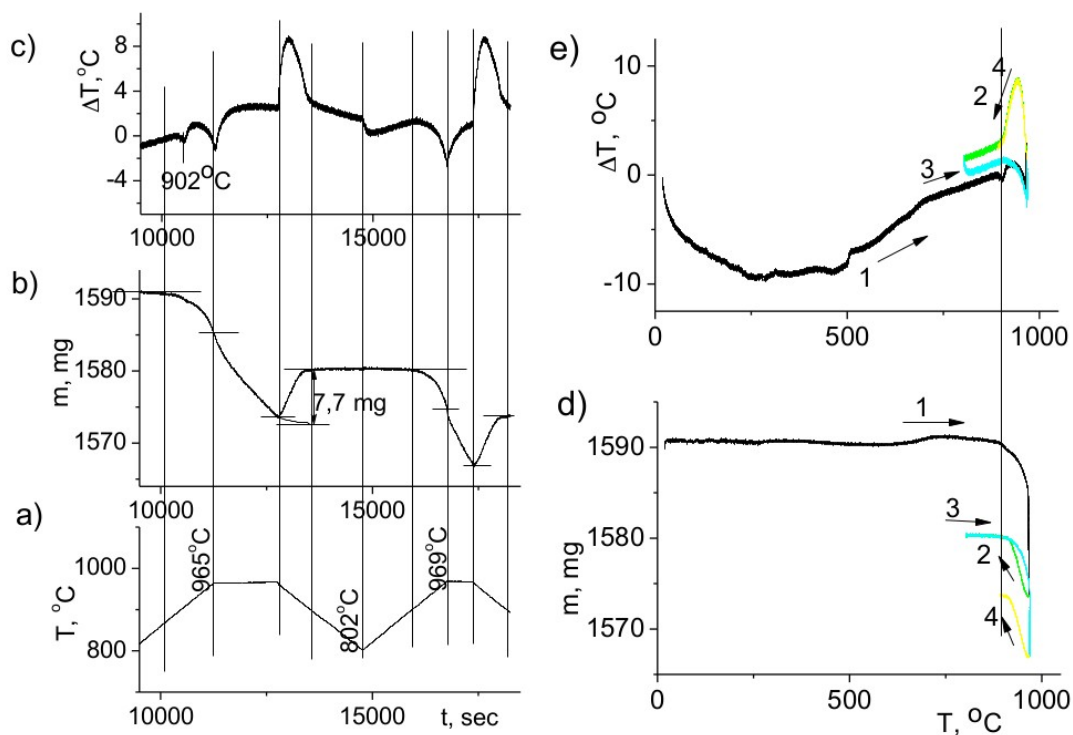 c)
ΔT, °C
8
4
0
-4
902°C
10000
15000
b)
m, mg
1590
1580
1570
7,7 mg
10000
15000
a)
T, °C
1000
800
965°C
802°C
969°C
10000
15000
t, sec
e)
ΔT, °C
10
0
-10
4
2
3
1
0
500
1000
d)
m, mg
1590
1580
1570
1
3
2
4
0
500
1000
T, °C